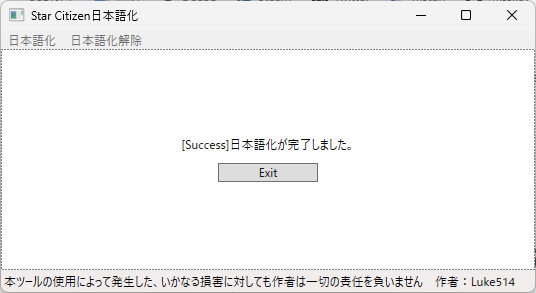 Star Citizen日本語化
日本語化 日本語化解除
[Success]日本語化が完了しました。
Exit
本ツールの使用によって発生した、いかなる損害に対しても作者は一切の責任を負いません 作者：Luke514